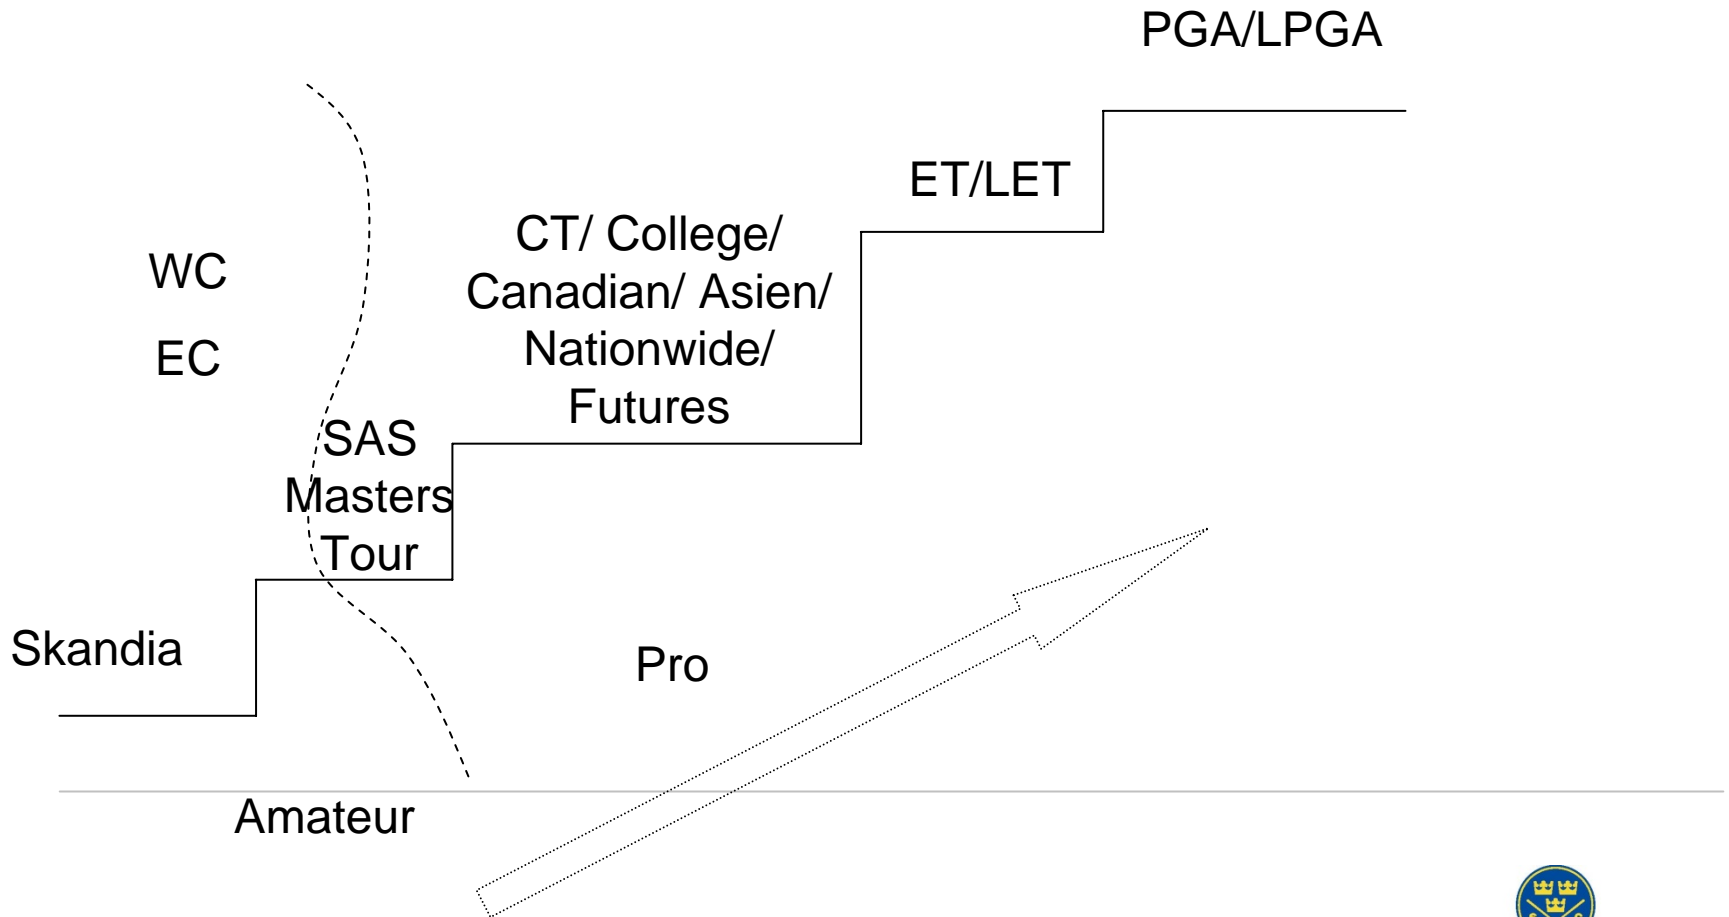 PGA/LPGA
ET/LET
CT/ College/
Canadian/ Asien/
Nationwide/
Futures
WC
EC
SAS
Masters
Tour
Skandia
Pro
Amateur